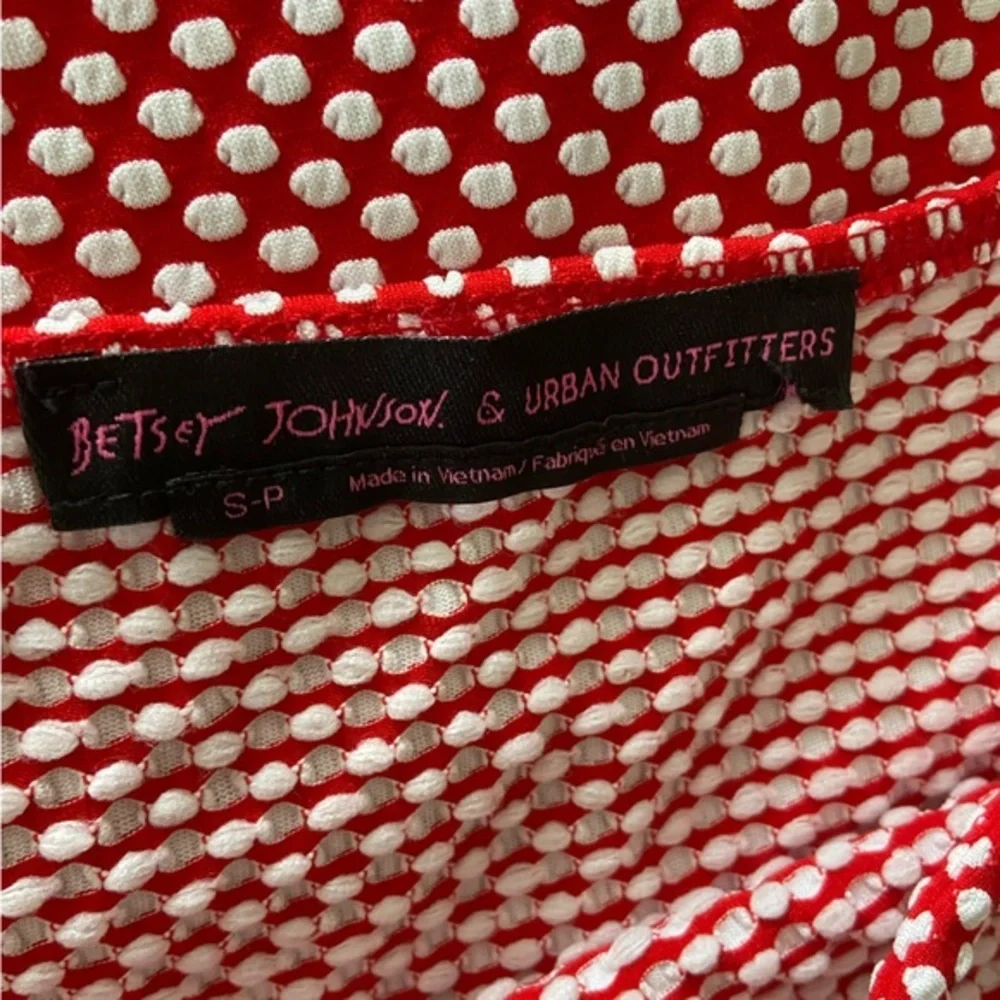 BETSEY JOHNSON. & URBAN OUTFITTERS
S-P Made in Vietnam / Fabriqué en Vietnam